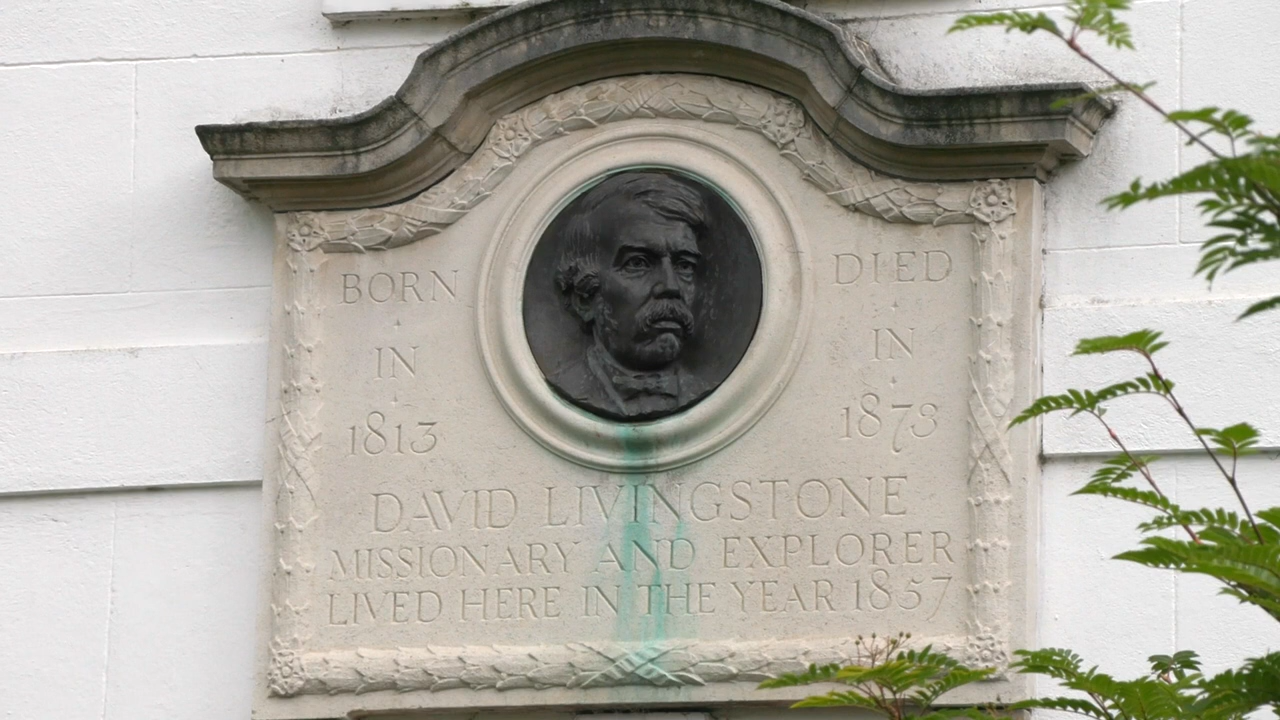 BORN
IN
1813
DIED
IN
1873
DAVID LIVINGSTONE
MISSIONARY AND EXPLORER
LIVED HERE IN THE YEAR 1857